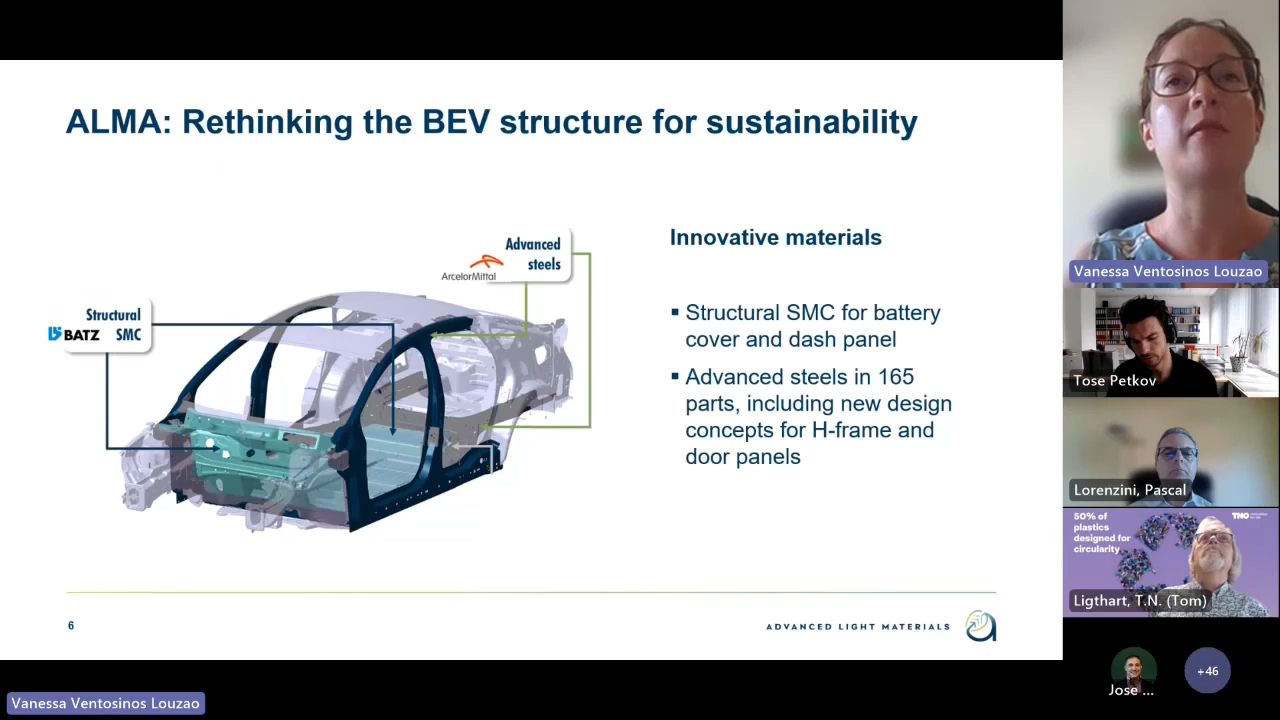 ALMA: Rethinking the BEV structure for sustainability
Advanced
steels
ArcelorMittal
Structural
SMC
BATZ
Innovative materials
▪ Structural SMC for battery
cover and dash panel
▪ Advanced steels in 165
parts, including new design
concepts for H-frame and
door panels
6
ADVANCED LIGHT MATERIALS
Vanessa Ventosinos Louzao
Vanessa Ventosinos Louzao
Tose Petkov
Lorenzini, Pascal
50% of
plastics
designed for
circularity
TNO
Ligthart, T.N. (Tom)
Jose ...
+46